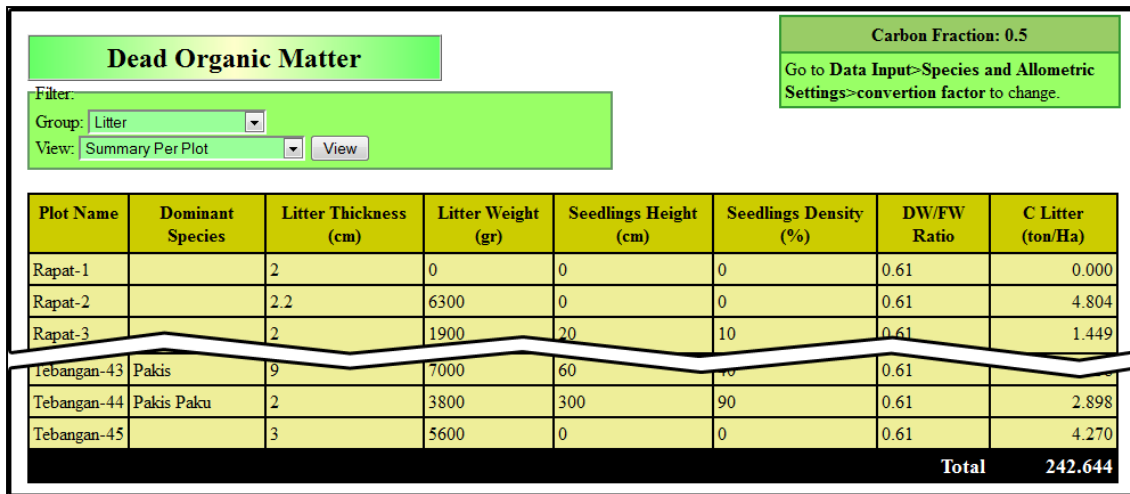 Dead Organic Matter
Carbon Fraction: 0.5
Go to Data Input>Species and Allometric
Settings>convertion factor to change.
Filter:
Group: Litter
View: Summary Per Plot View
Plot Name Dominant Species Litter Thickness (cm) Litter Weight (gr) Seedlings Height (cm) Seedlings Density (%) DW/FW Ratio C Litter (ton/Ha)
Rapat-1 2 0 0 0 0.61 0.000
Rapat-2 2.2 6300 0 0 0.61 4.804
Rapat-3 2 1900 20 10 0.61 1.449
Tebangan-43 Pakis 9 7000 60 0.61
Tebangan-44 Pakis Paku 2 3800 300 90 0.61 2.898
Tebangan-45 3 5600 0 0 0.61 4.270
Total 242.644